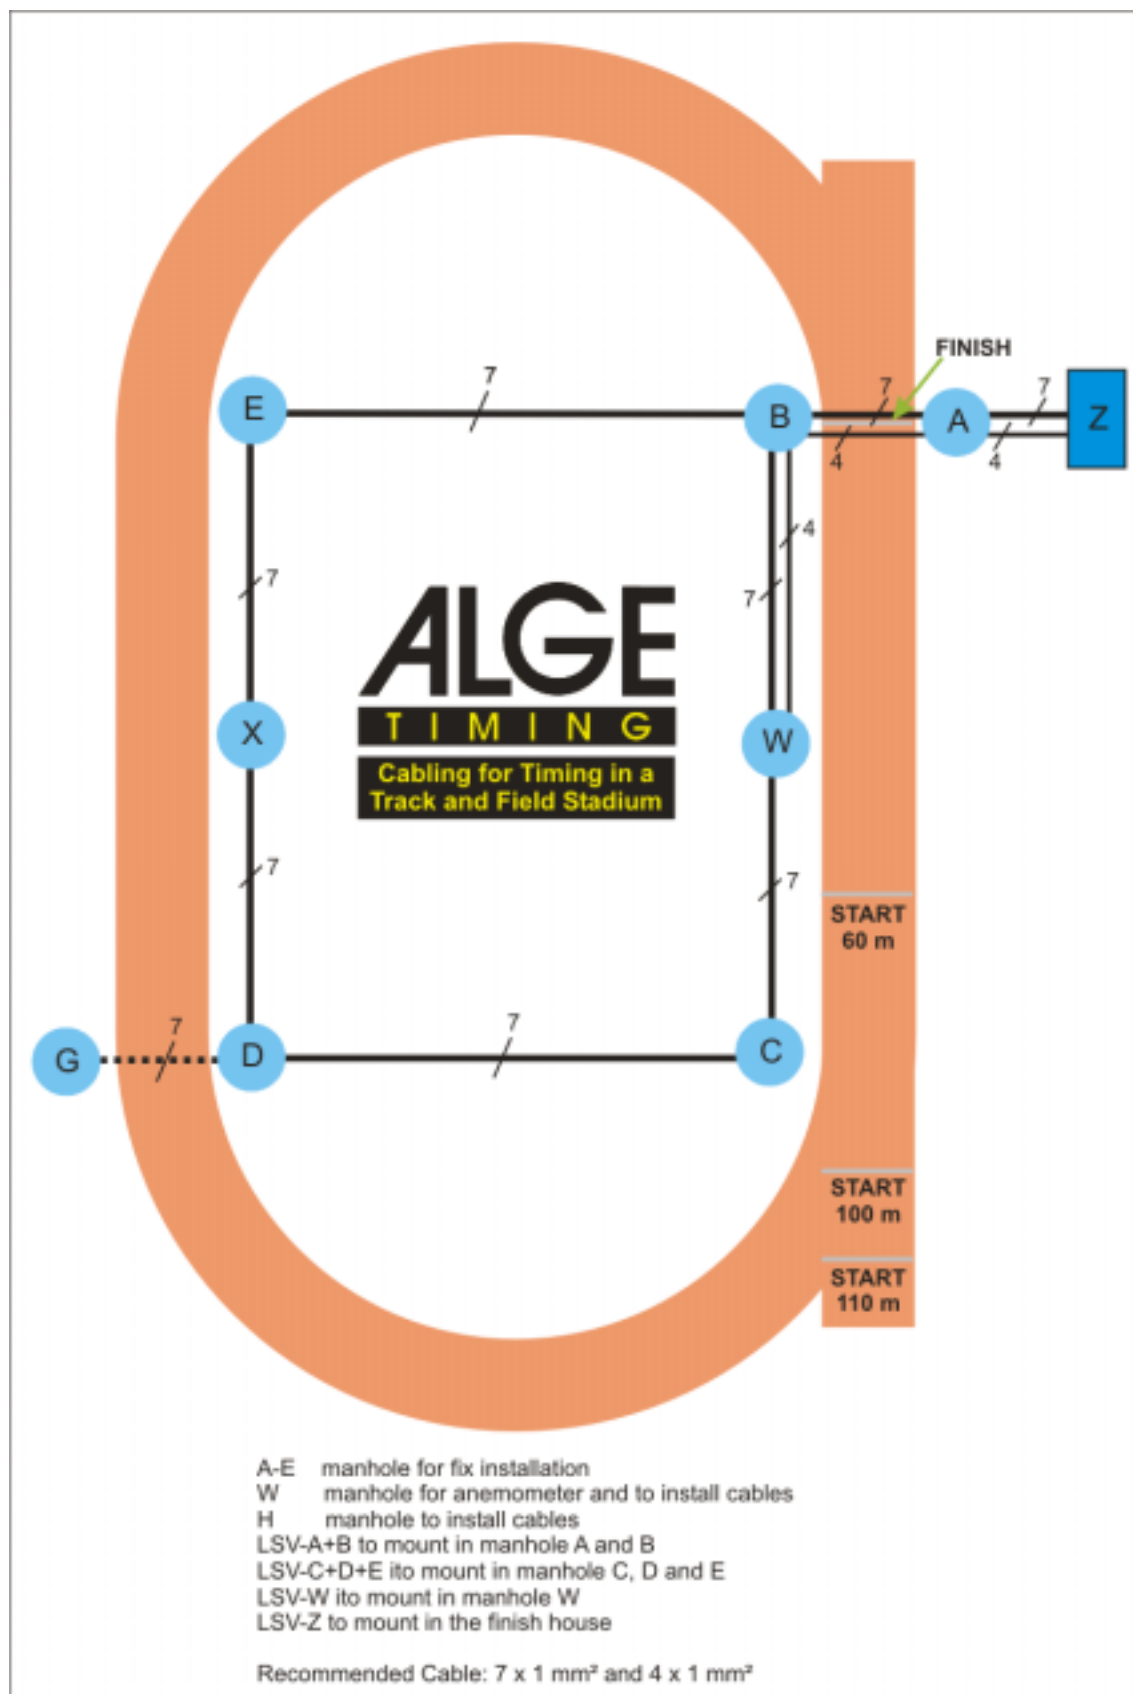 FINISH
7
7
7
E
B
A
Z
4
4
4
7
7
ALGE
TIMING
Cabling for Timing in a
Track and Field Stadium
X
W
7
7
START
60 m
7
7
G
D
C
START
100 m
START
110 m
A-E manhole for fix installation
W manhole for anemometer and to install cables
H manhole to install cables
LSV-A+B to mount in manhole A and B
LSV-C+D+E ito mount in manhole C, D and E
LSV-W ito mount in manhole W
LSV-Z to mount in the finish house
Recommended Cable: 7 x 1 mm² and 4 x 1 mm²